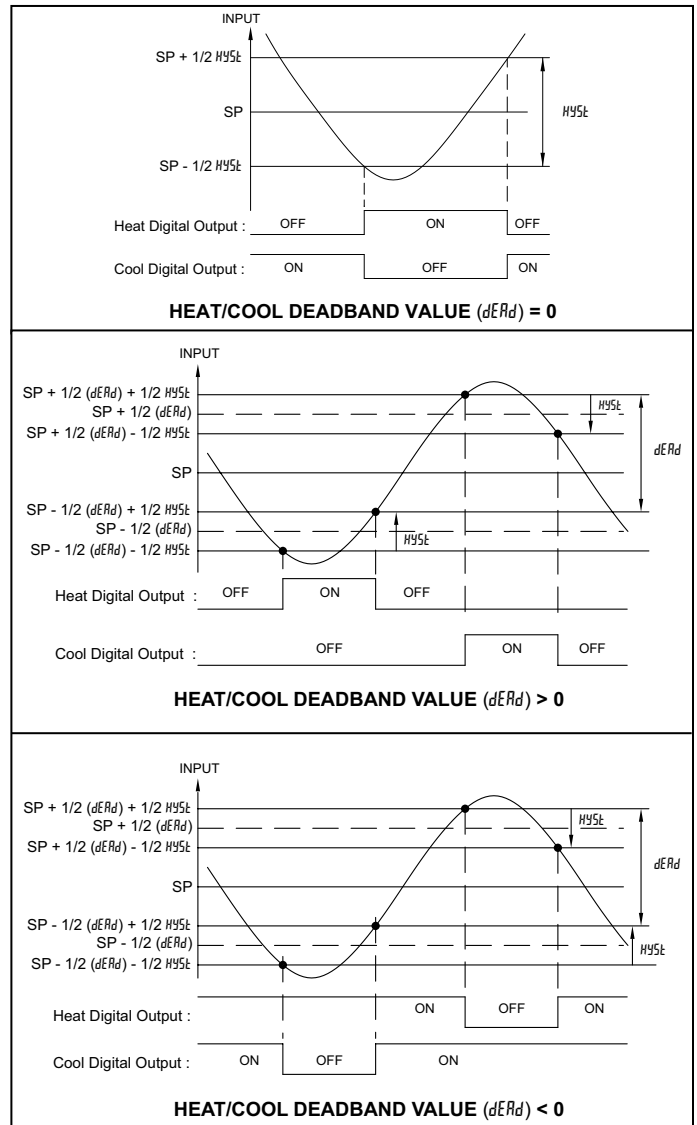 INPUT
SP + 1/2 HYSt
SP
HYSt
SP - 1/2 HYSt
Heat Digital Output : OFF ON OFF
Cool Digital Output : ON OFF ON
HEAT/COOL DEADBAND VALUE (dEAd) = 0
INPUT
SP + 1/2 (dEAd) + 1/2 HYSt
HYSt
SP + 1/2 (dEAd)
SP + 1/2 (dEAd) - 1/2 HYSt
dEAd
SP
SP - 1/2 (dEAd) + 1/2 HYSt
SP - 1/2 (dEAd)
HYSt
SP - 1/2 (dEAd) - 1/2 HYSt
Heat Digital Output : OFF ON OFF
Cool Digital Output : OFF ON OFF
HEAT/COOL DEADBAND VALUE (dEAd) > 0
INPUT
SP + 1/2 (dEAd) + 1/2 HYSt
HYSt
SP + 1/2 (dEAd)
SP + 1/2 (dEAd) - 1/2 HYSt
dEAd
SP
SP - 1/2 (dEAd) + 1/2 HYSt
SP - 1/2 (dEAd)
HYSt
SP - 1/2 (dEAd) - 1/2 HYSt
Heat Digital Output : ON OFF ON
Cool Digital Output : ON OFF ON
HEAT/COOL DEADBAND VALUE (dEAd) < 0